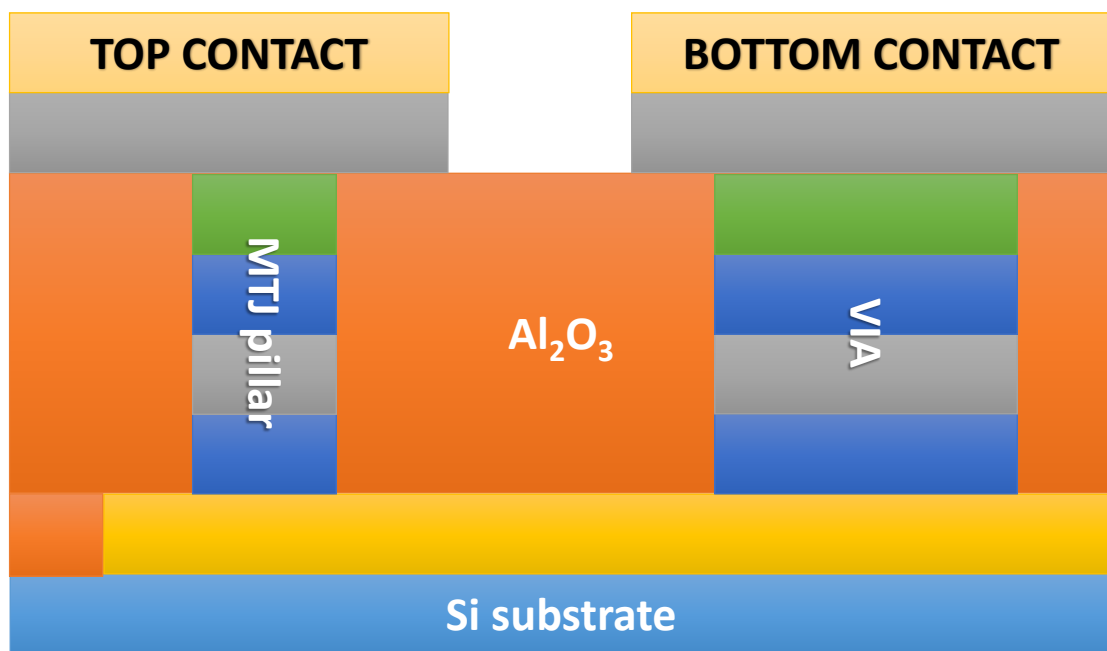 TOP CONTACT
BOTTOM CONTACT
MTJ pillar
Al₂O₃
VIA
Si substrate